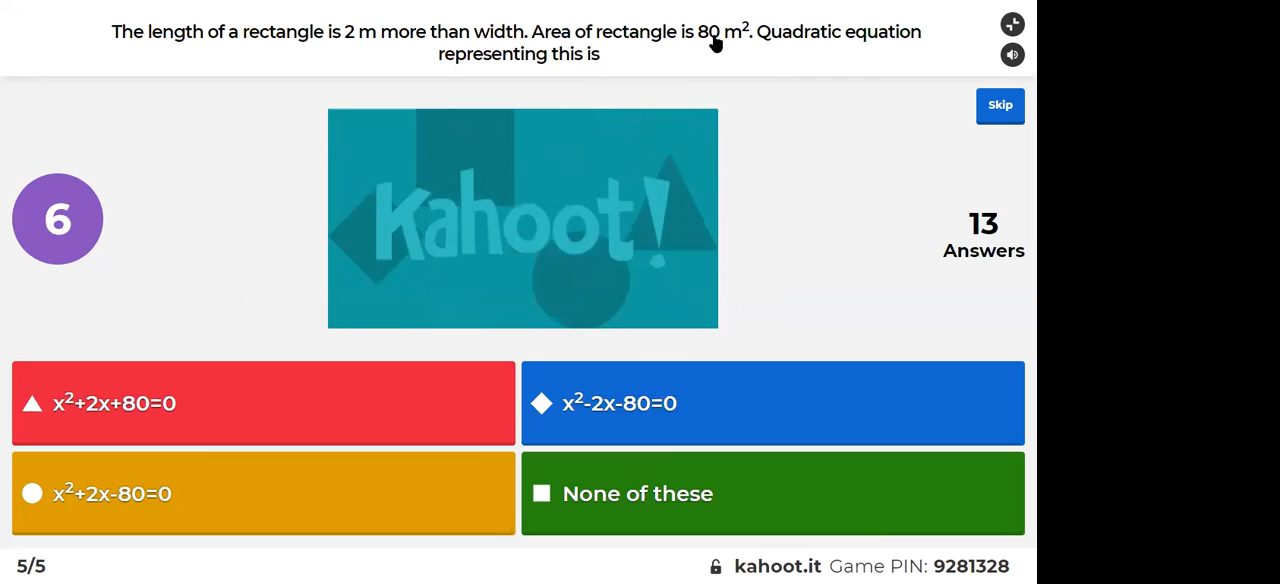 The length of a rectangle is 2 m more than width. Area of rectangle is 80 m². Quadratic equation
representing this is
Skip
6
Kahoot!
13
Answers
x²+2x+80=0
x²-2x-80=0
x²+2x-80=0
None of these
5/5
kahoot.it Game PIN: 9281328